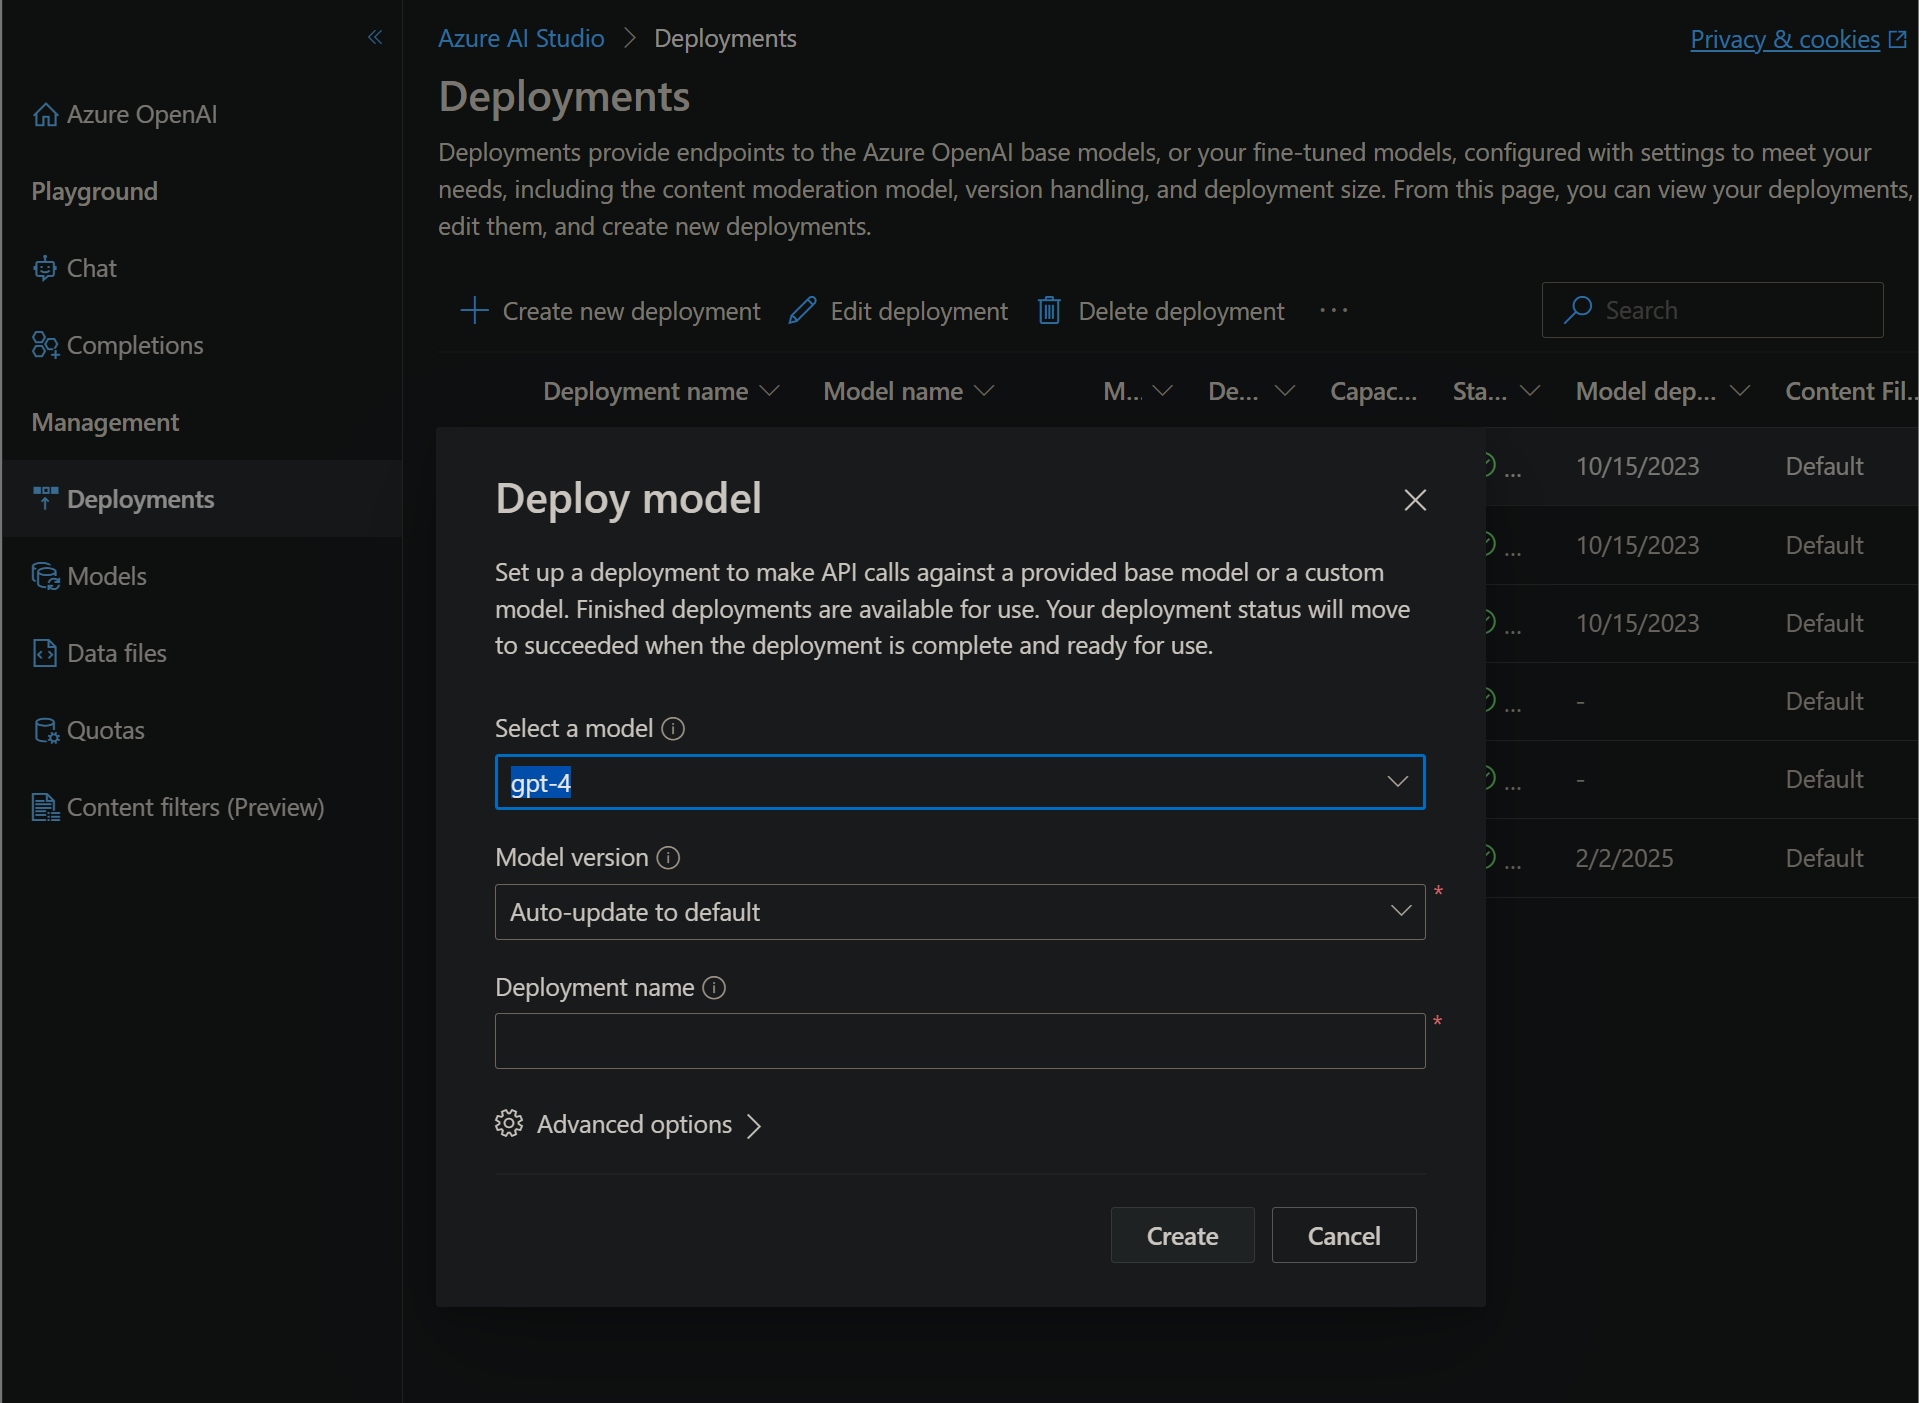 Azure AI Studio > Deployments
Privacy & cookies
Azure OpenAI
Playground
Chat
Completions
Management
Deployments
Models
Data files
Quotas
Content filters (Preview)
Deployments
Deployments provide endpoints to the Azure OpenAI base models, or your fine-tuned models, configured with settings to meet your
needs, including the content moderation model, version handling, and deployment size. From this page, you can view your deployments,
edit them, and create new deployments.
Create new deployment Edit deployment Delete deployment ... Search
Deployment name Model name M... De... Capac... Sta... Model dep... Content Fil...
... 10/15/2023 Default
... 10/15/2023 Default
... 10/15/2023 Default
... - Default
... - Default
... 2/2/2025 Default
Deploy model
Set up a deployment to make API calls against a provided base model or a custom
model. Finished deployments are available for use. Your deployment status will move
to succeeded when the deployment is complete and ready for use.
Select a model
gpt-4
Model version
Auto-update to default *
Deployment name
*
Advanced options
Create Cancel